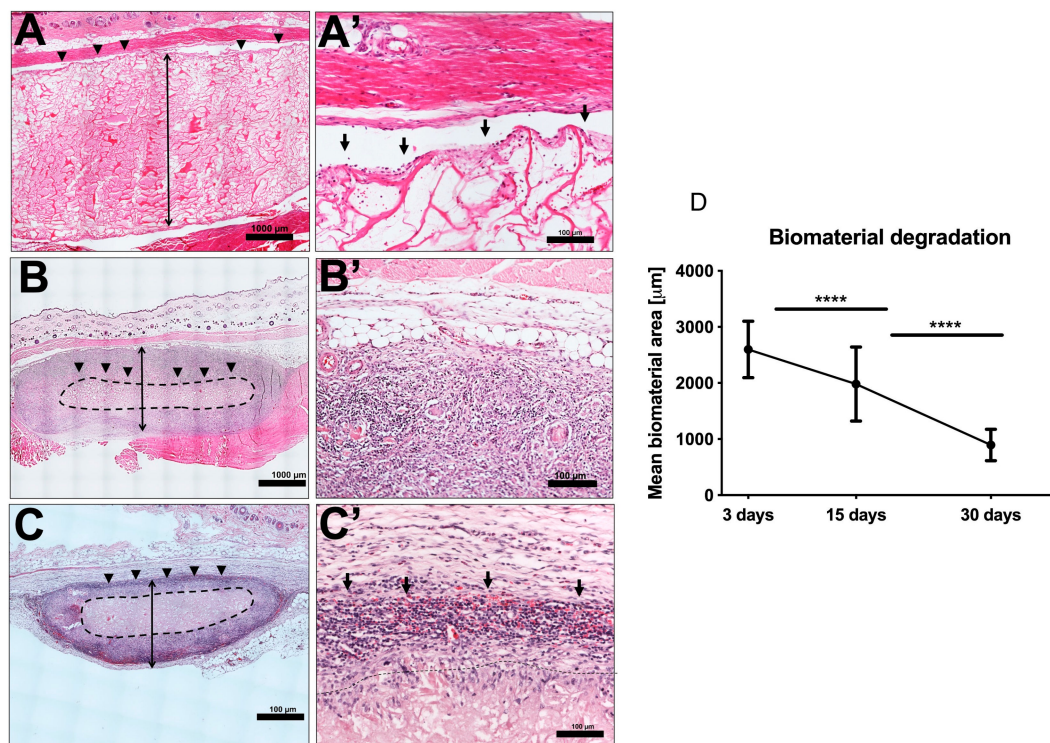 A
1000 µm
A'
100 µm
B
1000 µm
B'
100 µm
C
100 µm
C'
100 µm
D
Biomaterial degradation
Mean biomaterial area [µm]
4000
3000
2000
1000
0
****
****
3 days 15 days 30 days